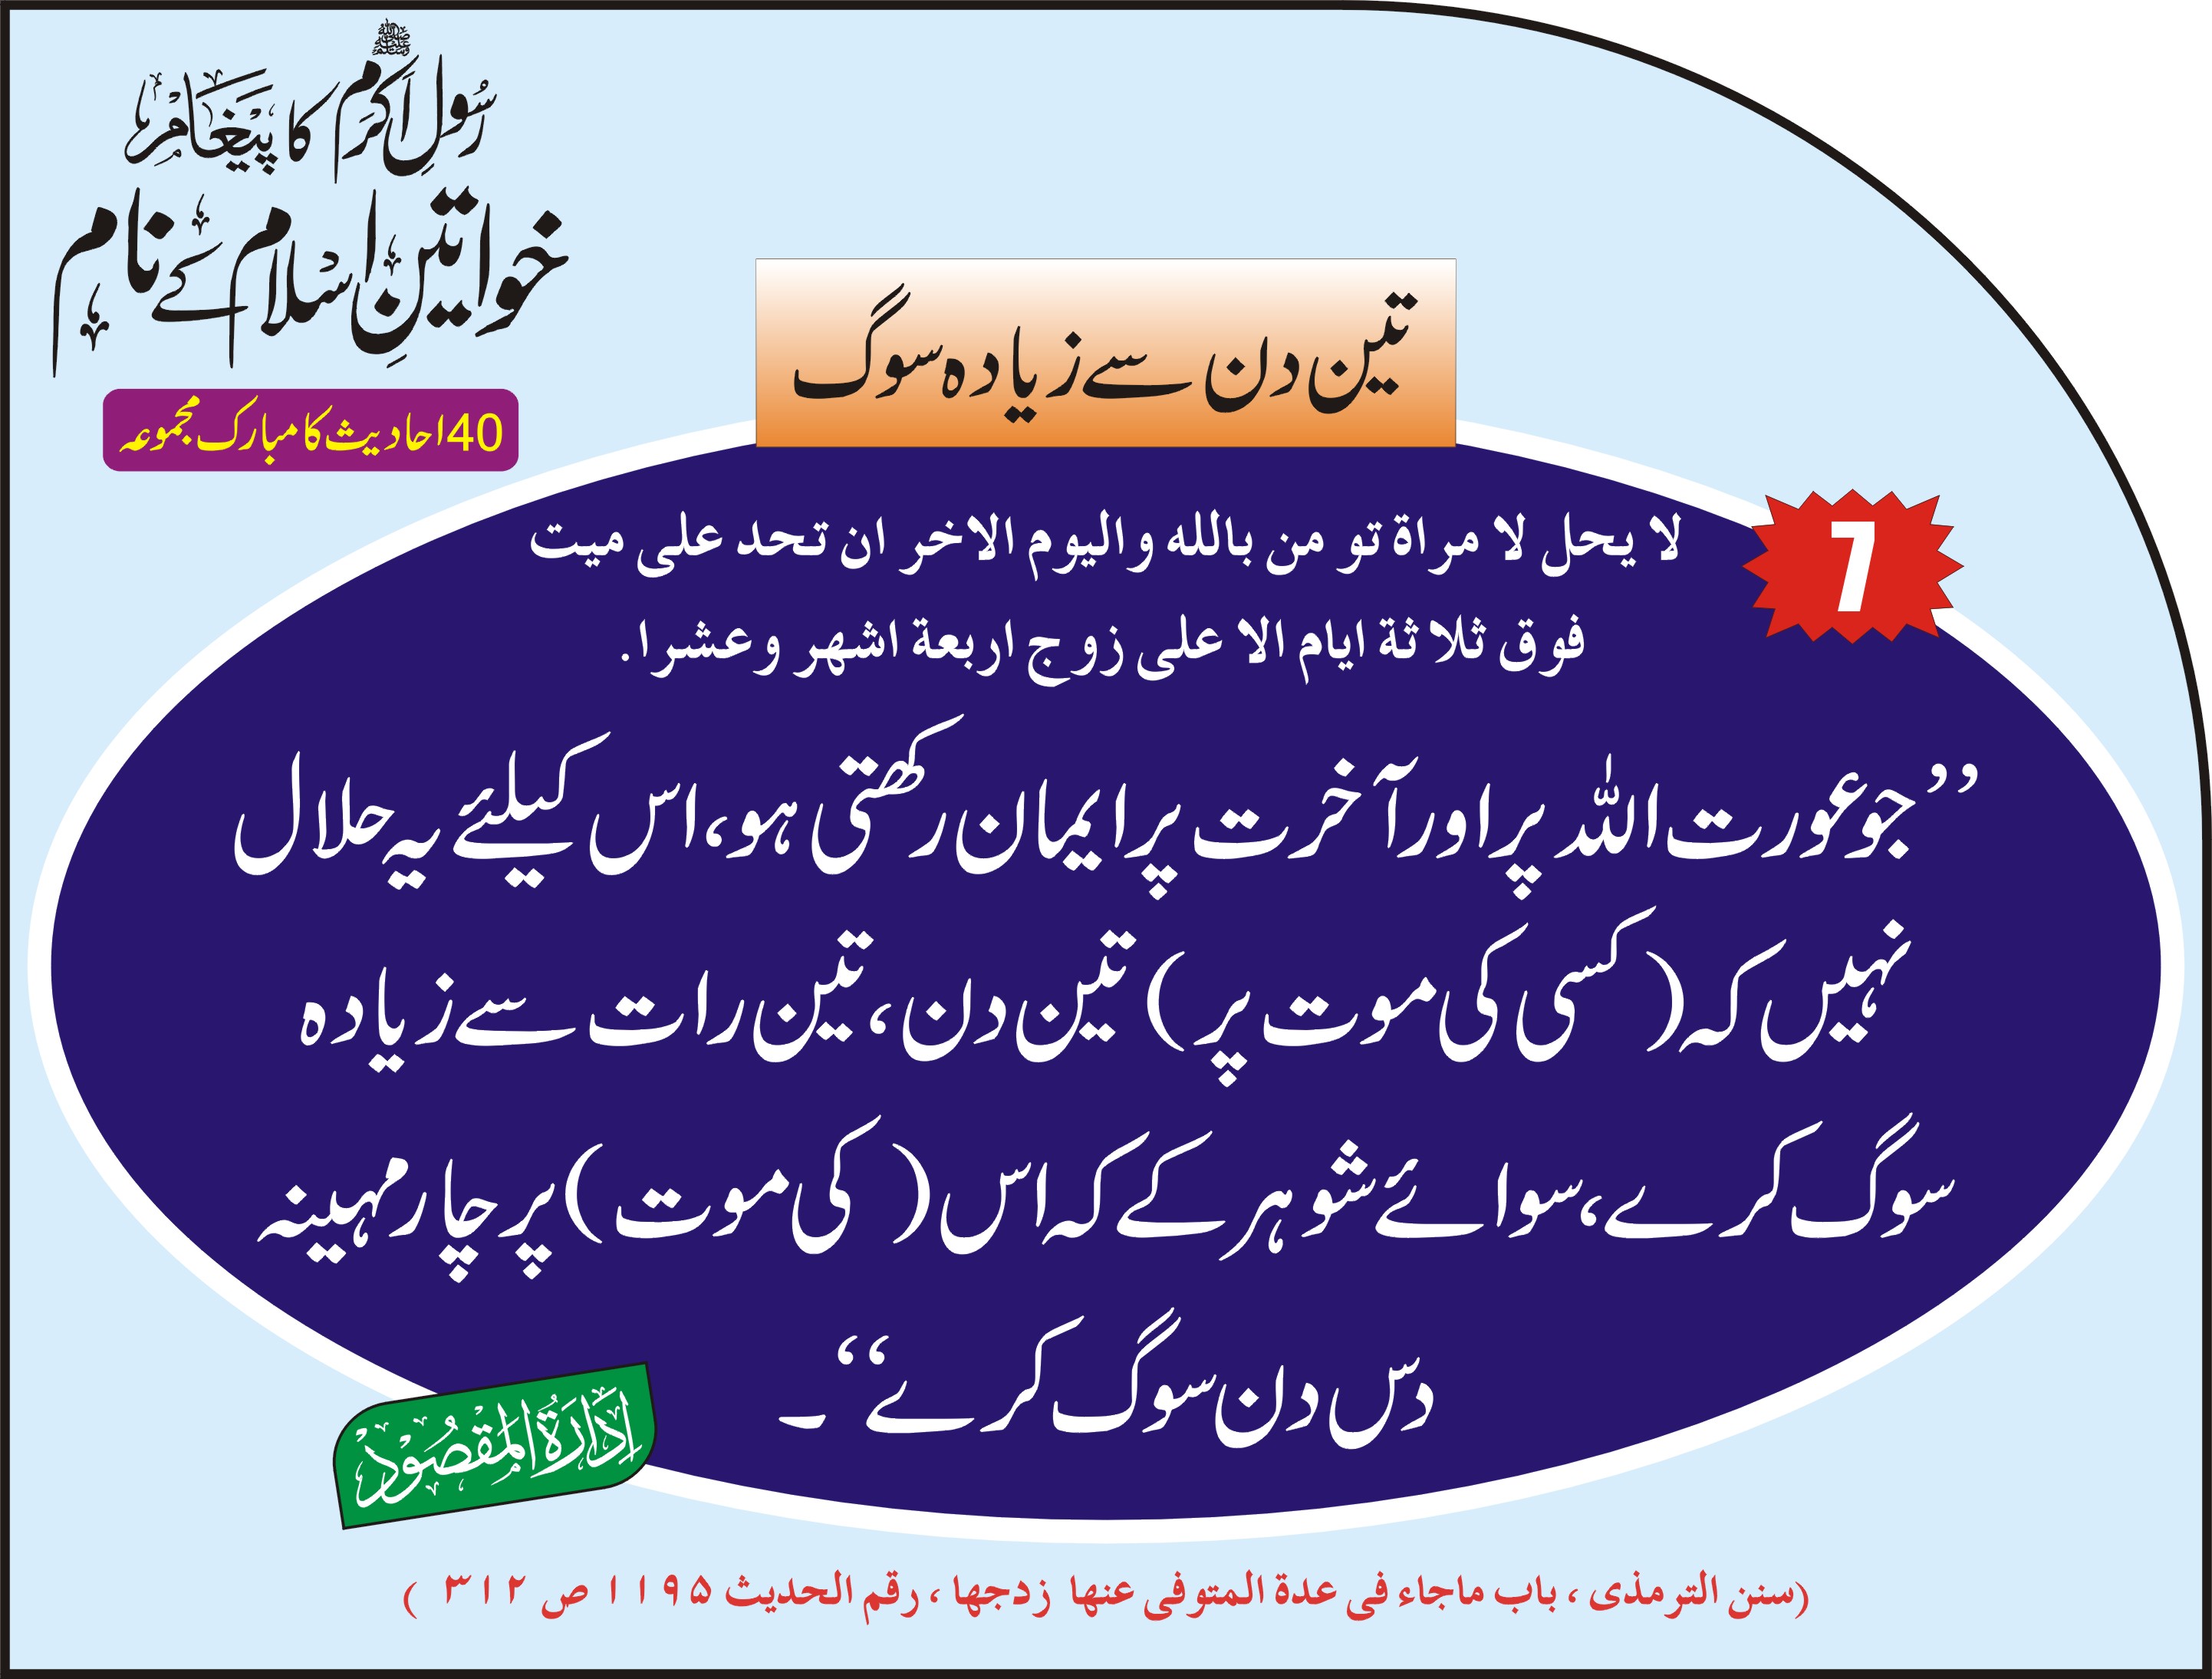 ﷺ
رسول اکرم کا پیغام
خواتین اسلام کے نام
40 احادیث کا مبارک مجموعہ
تین دن سے زیادہ سوگ
7
لا یحل لا مراۃ تو من باللہ و الیوم الاخر ان تحد علی میت
فوق ثلاثۃ ایام الا علی زوج اربعۃ اشھر وعشرا.
”جو عورت اللہ پر اور آخرت پر ایمان رکھتی ہو، اس کیلئے یہ حلال
نہیں کہ (کسی کی موت پر) تین دن، تین رات سے زیادہ
سوگ کرے، سوائے شوہر کے کہ اس (کی موت) پر چار مہینہ
دس دن سوگ کرے“۔
ادارۃ المقصود
(سنن الترمذی، باب ماجاء فی عدۃ المتوفی عنھا زدجھا، رقم الحدیث ۱۱۹۵ ص ۳۱۲)